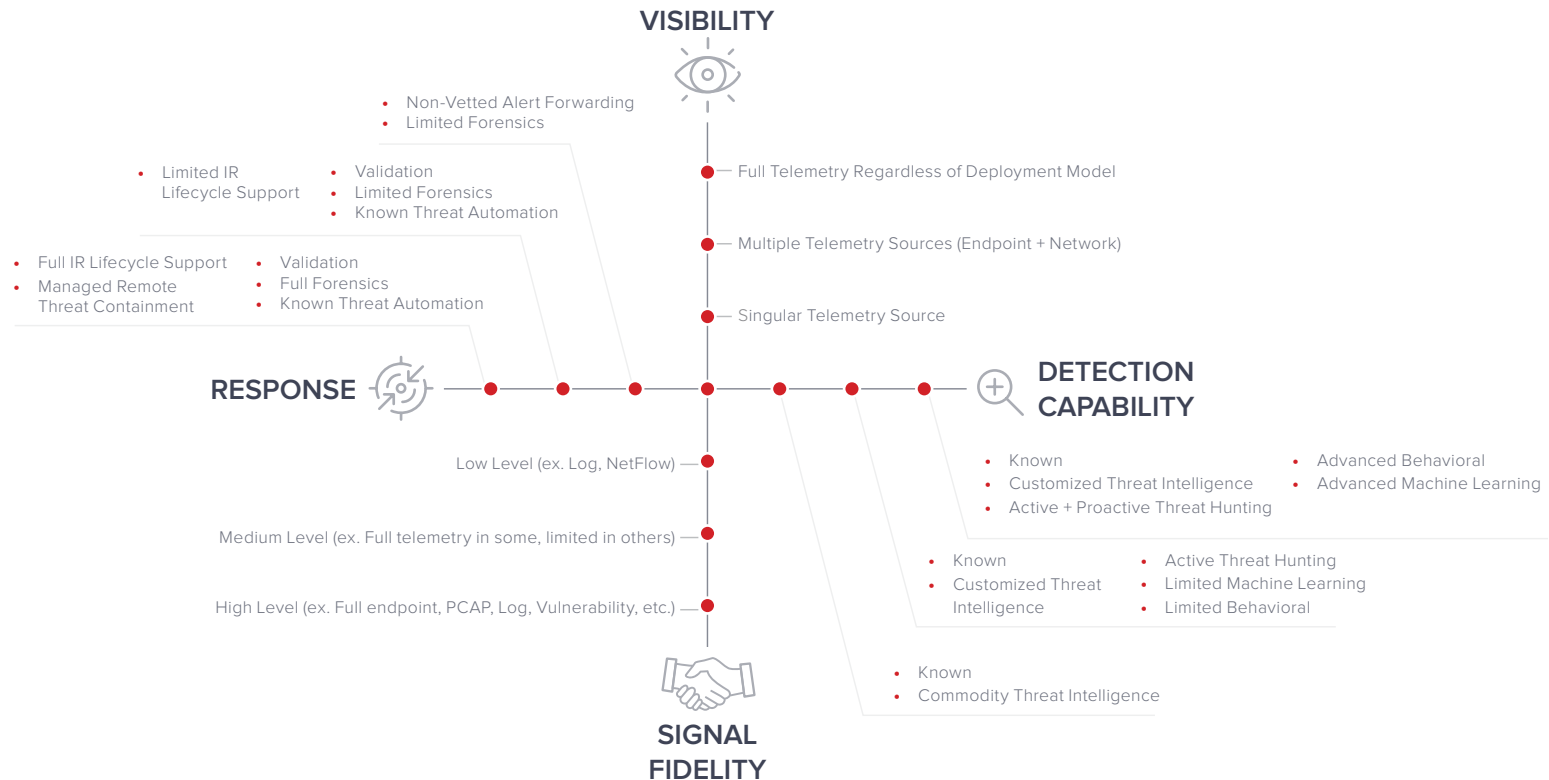 VISIBILITY
Non-Vetted Alert Forwarding
Limited Forensics
Limited IR
Lifecycle Support
Validation
Limited Forensics
Known Threat Automation
Full IR Lifecycle Support
Managed Remote
Threat Containment
Validation
Full Forensics
Known Threat Automation
Full Telemetry Regardless of Deployment Model
Multiple Telemetry Sources (Endpoint + Network)
Singular Telemetry Source
RESPONSE
DETECTION
CAPABILITY
Low Level (ex. Log, NetFlow)
Medium Level (ex. Full telemetry in some, limited in others)
High Level (ex. Full endpoint, PCAP, Log, Vulnerability, etc.)
Known
Customized Threat Intelligence
Active + Proactive Threat Hunting
Advanced Behavioral
Advanced Machine Learning
Known
Customized Threat
Intelligence
Active Threat Hunting
Limited Machine Learning
Limited Behavioral
Known
Commodity Threat Intelligence
SIGNAL
FIDELITY